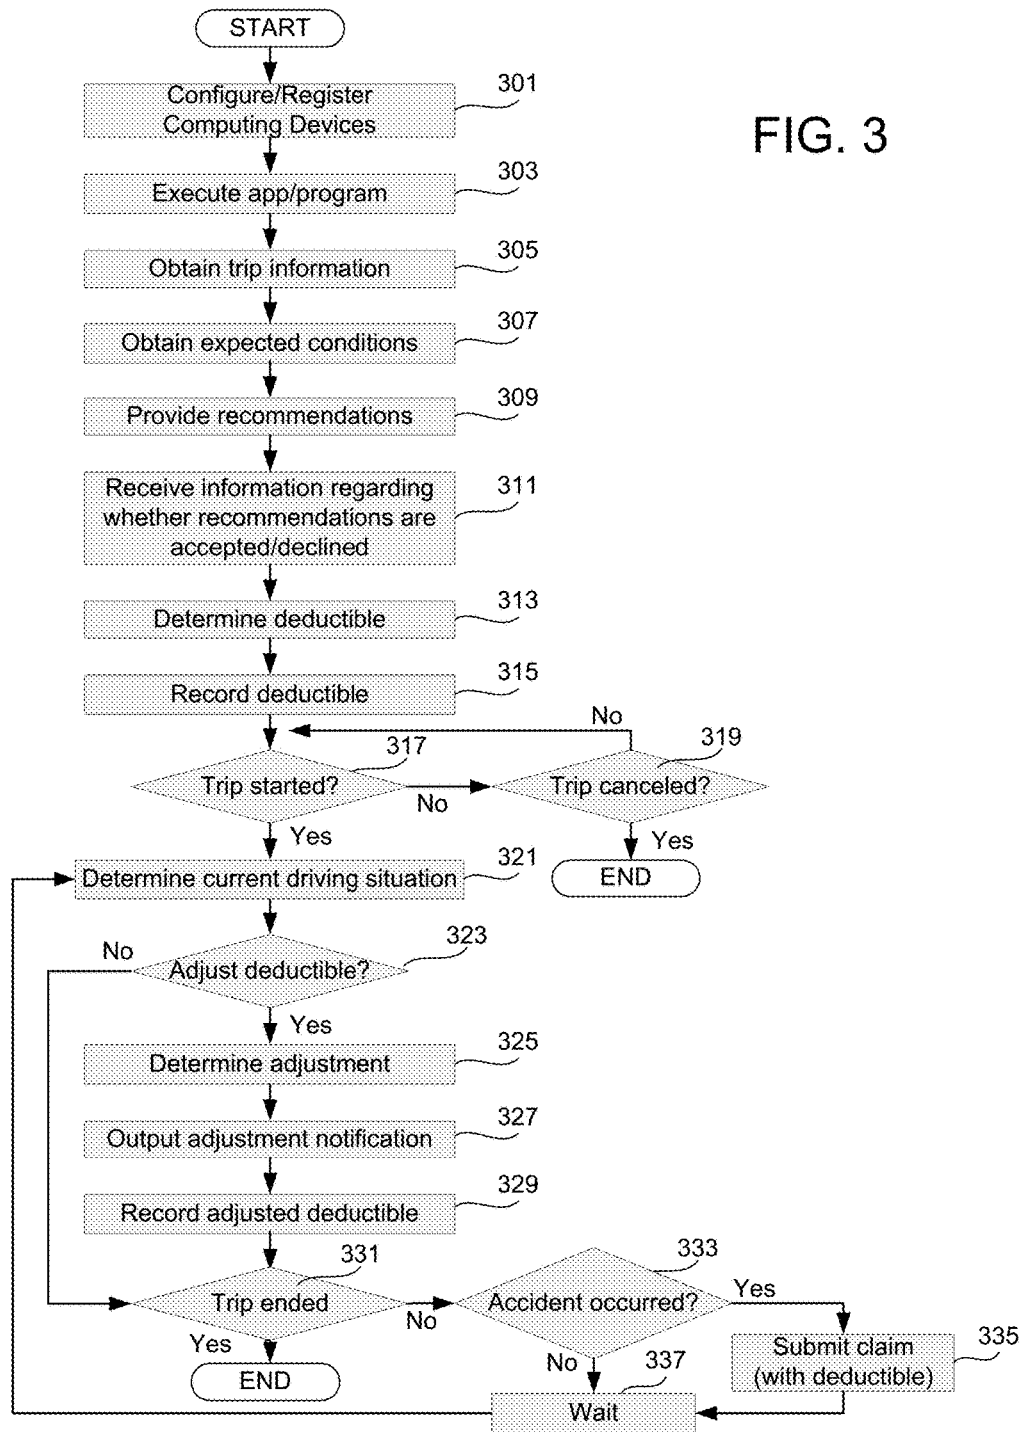 START
Configure/Register
Computing Devices
301
FIG. 3
Execute app/program
303
Obtain trip information
305
Obtain expected conditions
307
Provide recommendations
309
Receive information regarding
whether recommendations are
accepted/declined
311
Determine deductible
313
Record deductible
315
No
317
319
Trip started?
No
Trip canceled?
Yes
Yes
END
Determine current driving situation
321
No
Adjust deductible?
323
Yes
Determine adjustment
325
Output adjustment notification
327
Record adjusted deductible
329
331
333
Trip ended
No
Accident occurred?
Yes
Yes
END
No
337
Submit claim
(with deductible)
335
Wait